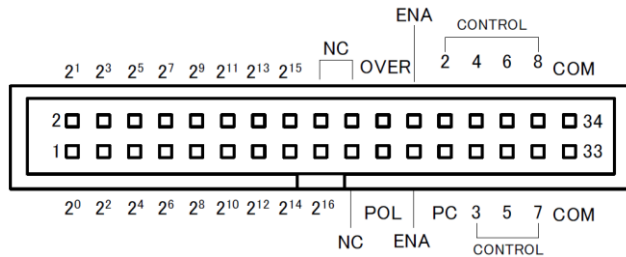 ENA
CONTROL
NC
2¹ 2³ 2⁵ 2⁷ 2⁹ 2¹¹ 2¹³ 2¹⁵ OVER 2 4 6 8 COM
2 34
1 33
2⁰ 2² 2⁴ 2⁶ 2⁸ 2¹⁰ 2¹² 2¹⁴ 2¹⁶ POL PC 3 5 7 COM
NC ENA CONTROL